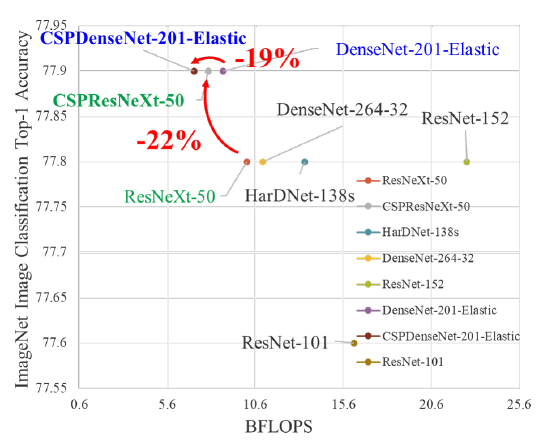 77.95
CSPDenseNet-201-Elastic
-19%
DenseNet-201-Elastic
77.9
CSPResNeXt-50
77.85
-22%
DenseNet-264-32
ResNet-152
77.8
ResNeXt-50
HarDNet-138s
77.75
77.7
77.65
77.6
ResNet-101
77.55
ResNeXt-50
CSPResNeXt-50
HarDNet-138s
DenseNet-264-32
ResNet-152
DenseNet-201-Elastic
CSPDenseNet-201-Elastic
ResNet-101
0.6 5.6 10.6 15.6 20.6 25.6
BFLOPS
ImageNet Image Classification Top-1 Accuracy